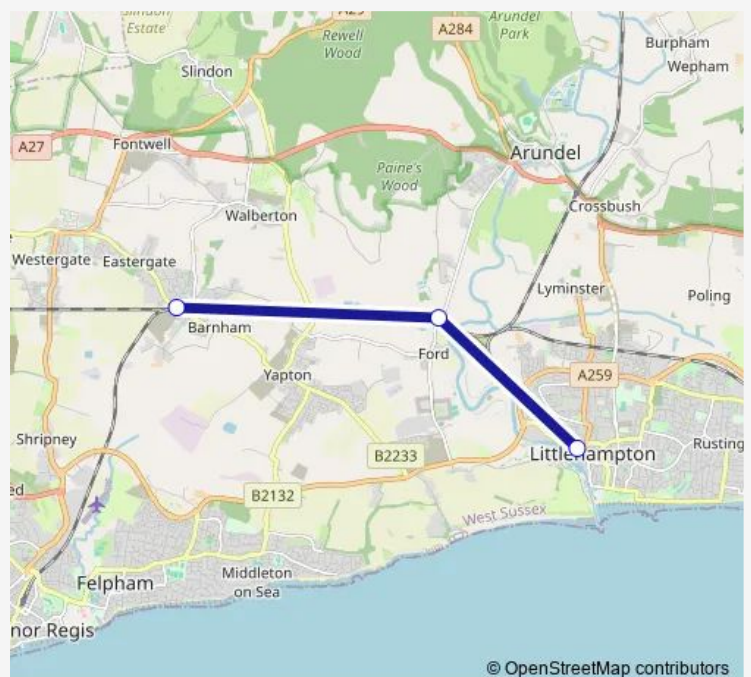 A29
Slindon
Estate
Rewell
Wood
A284
Arundel
Park
Burpham
Wepham
Slindon
A27
Fontwell
Paine's
Wood
Arundel
Crossbush
Walberton
Westergate
Eastergate
Lyminster
Poling
Barnham
Ford
Yapton
A259
Shripney
B2233
Littlehampton
Rusting
ed
B2132
West Sussex
Felpham
Middleton
on Sea
nor Regis
© OpenStreetMap contributors